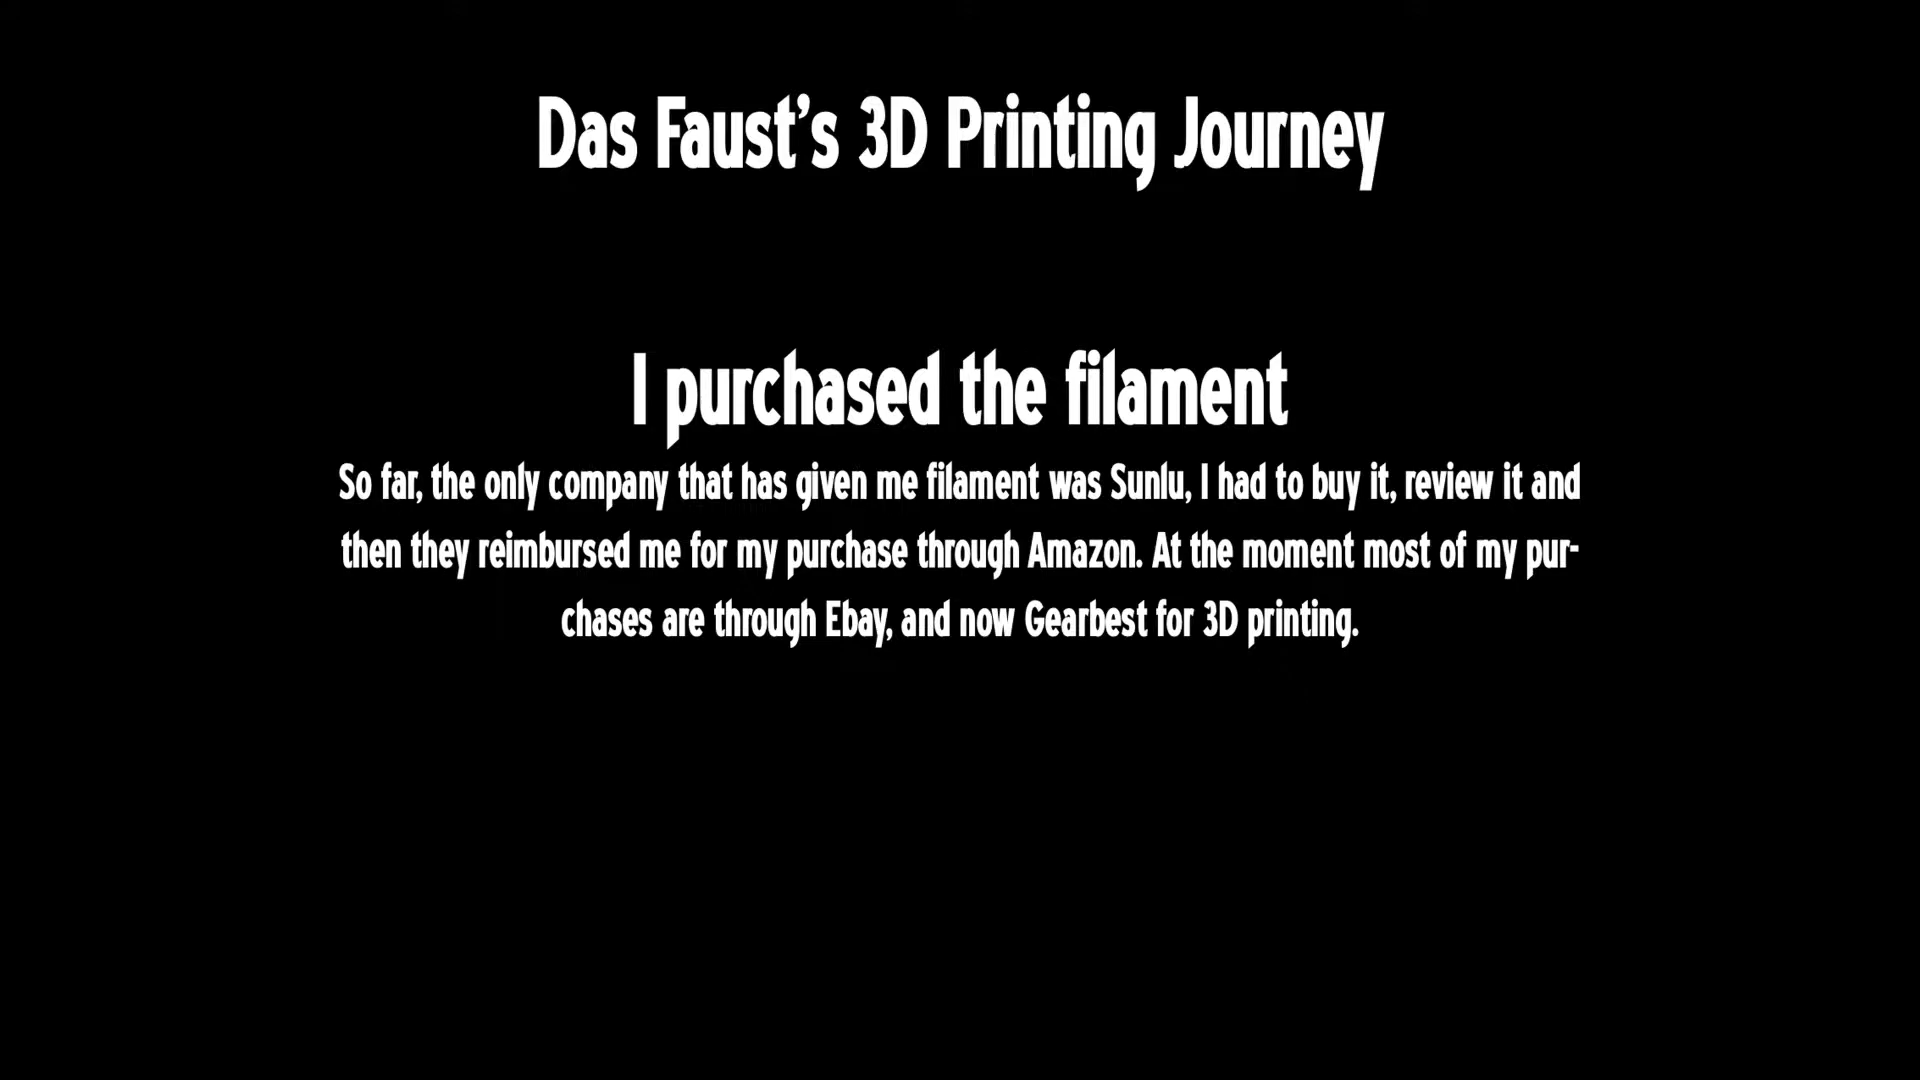 Das Faust’s 3D Printing Journey
I purchased the filament
So far, the only company that has given me filament was Sunlu, I had to buy it, review it and
then they reimbursed me for my purchase through Amazon. At the moment most of my pur-
chases are through Ebay, and now Gearbest for 3D printing.